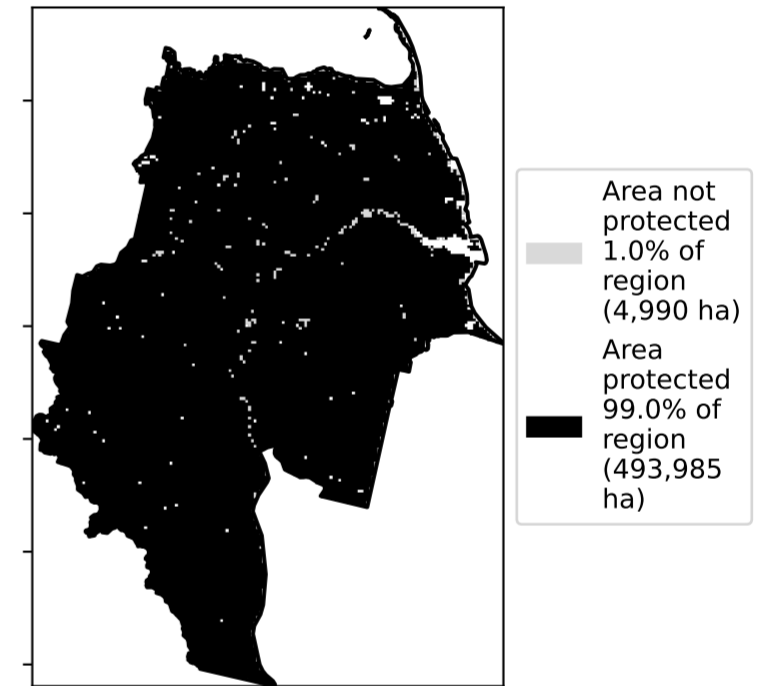 Area not
protected
1.0% of
region
(4,990 ha)
Area
protected
99.0% of
region
(493,985
ha)